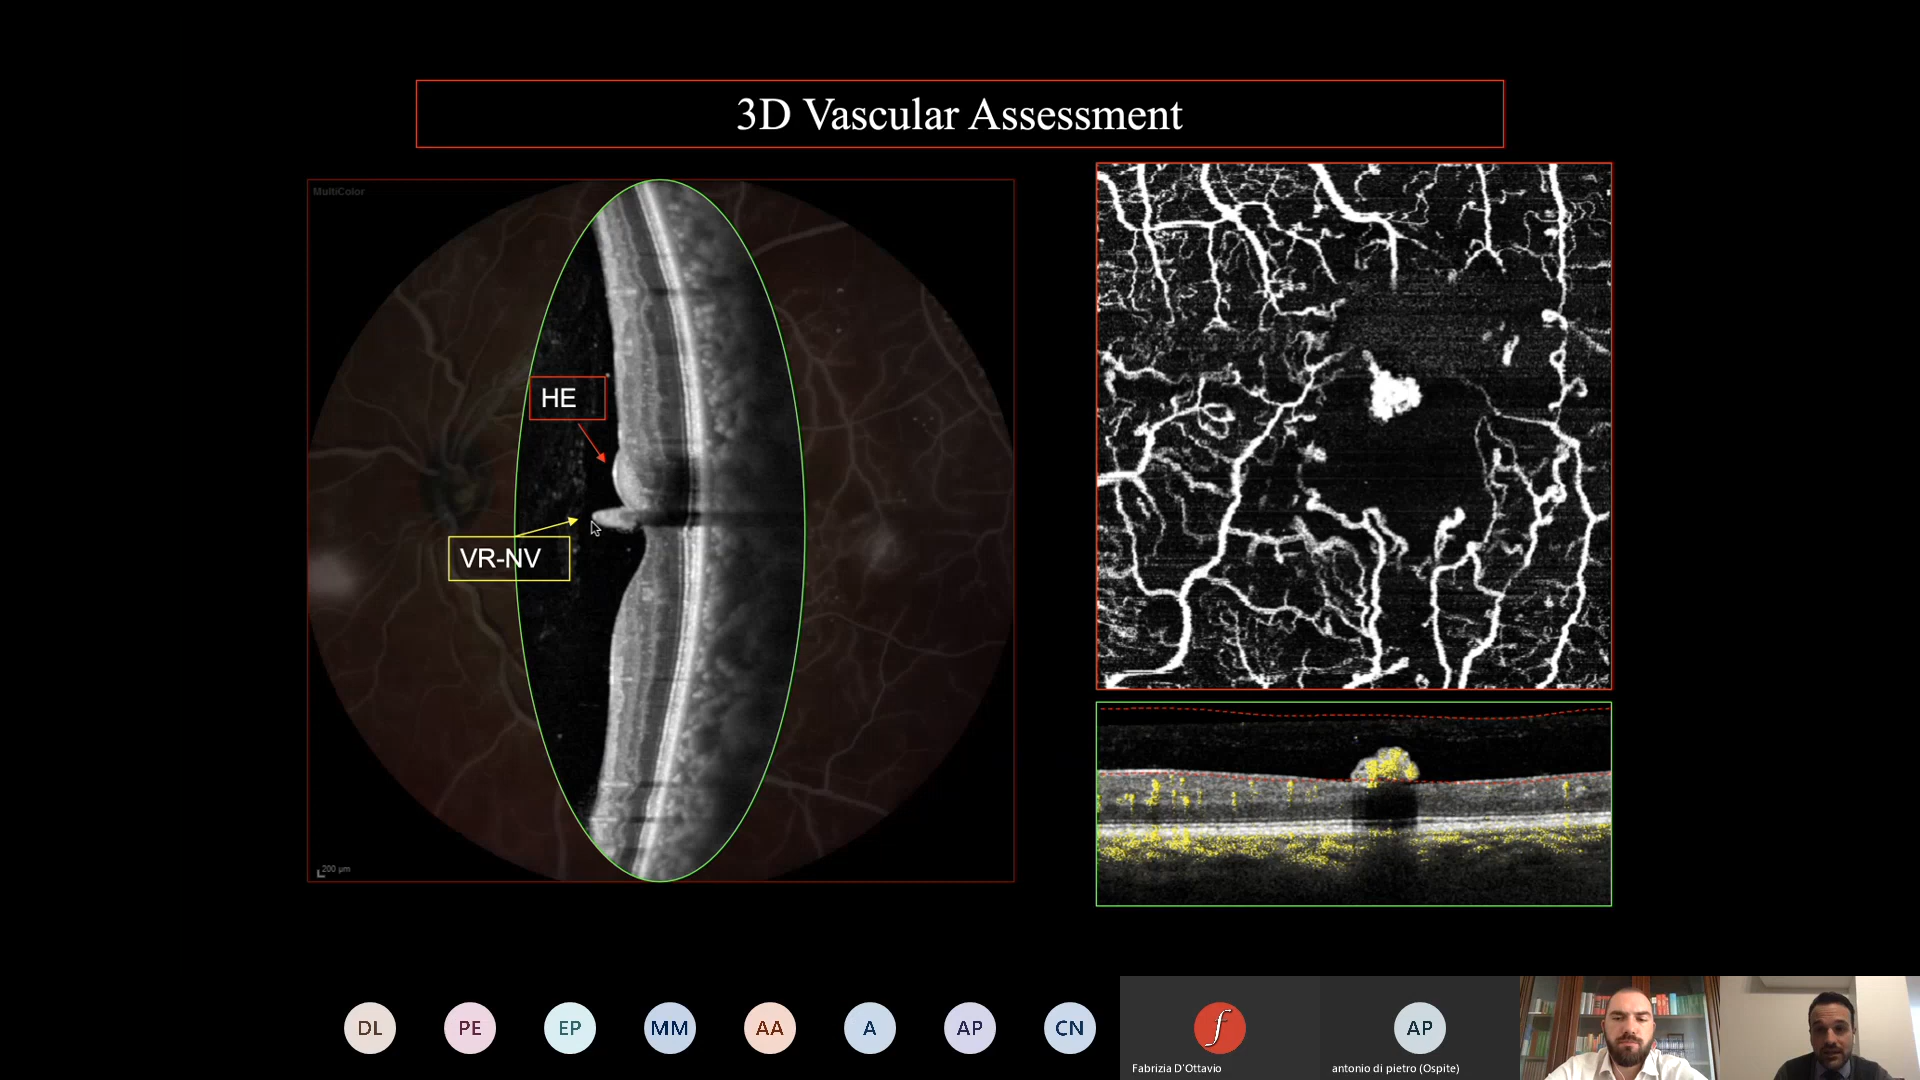 3D Vascular Assessment
MultiColor
HE
VR-NV
200 µm
DL
PE
EP
MM
AA
A
AP
CN
f
AP
Fabrizia D'Ottavio
antonio di pietro (Ospite)